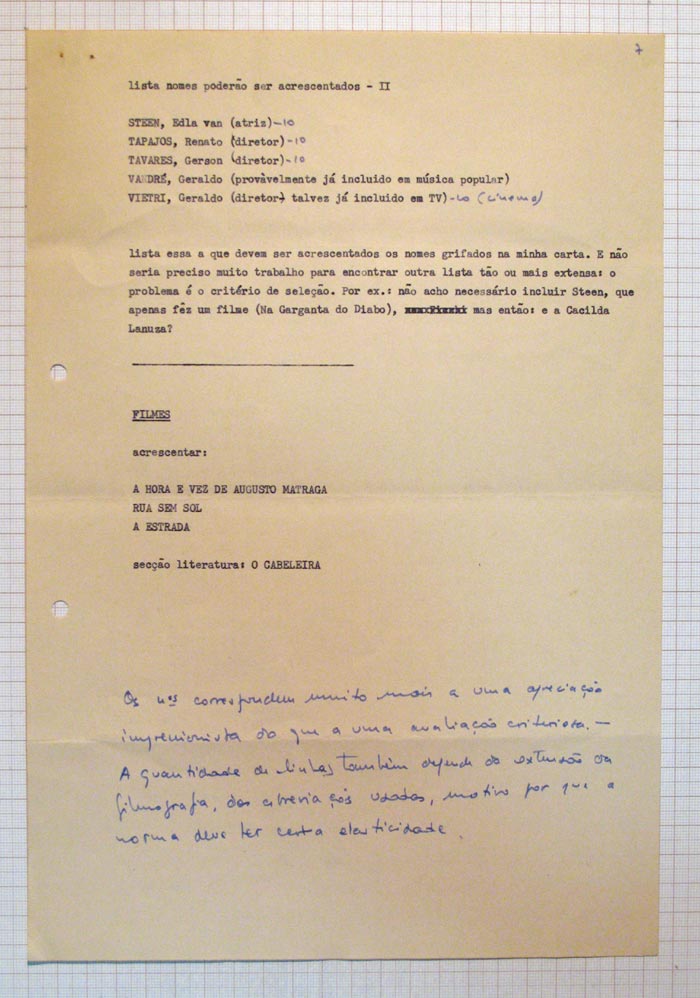 7
lista nomes poderão ser acrescentados - II
STEEN, Edla van (atriz)-10
TAPAJOS, Renato (diretor)-10
TAVARES, Gerson (diretor)-10
VANDRÉ, Geraldo (provàvelmente já incluido em música popular)
VIETRI, Geraldo (diretor) talvez já incluido em TV)-10 (cinema)
lista essa a que devem ser acrescentados os nomes grifados na minha carta. E não
seria preciso muito trabalho para encontrar outra lista tão ou mais extensa: o
problema é o critério de seleção. Por ex.: não acho necessário incluir Steen, que
apenas fêz um filme (Na Garganta do Diabo), mas então: e a Cacilda
Lanuza?
FILMES
acrescentar:
A HORA E VEZ DE AUGUSTO MATRAGA
RUA SEM SOL
A ESTRADA
secção literatura: O CABELEIRA
Os nºs correspondem muito mais a uma apreciação
impressionista do que a uma avaliação criteriosa. —
A quantidade de linhas também depende da extensão da
filmografia, das abreviações usadas, motivo por que a
norma deve ter certa elasticidade.